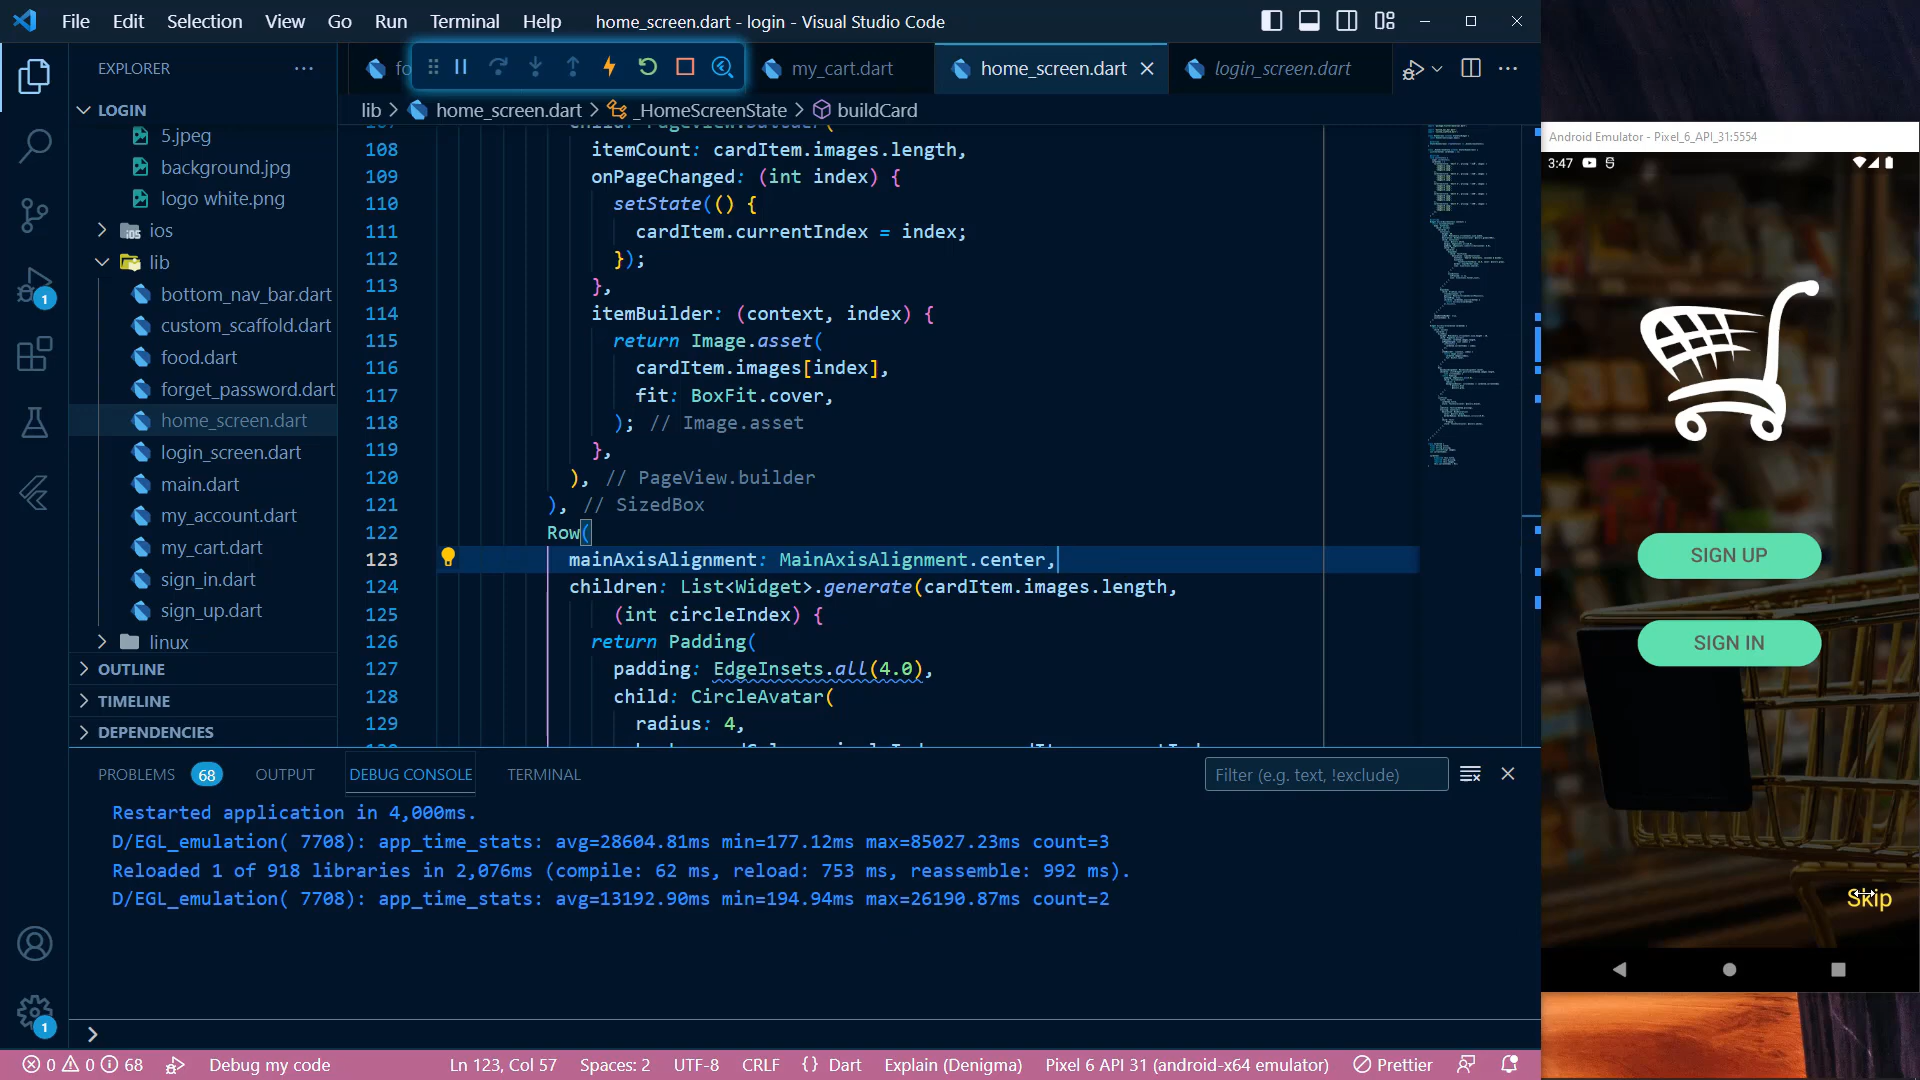 File Edit Selection View Go Run Terminal Help
home_screen.dart - login - Visual Studio Code
EXPLORER
my_cart.dart
home_screen.dart
login_screen.dart
lib > home_screen.dart > _HomeScreenState > buildCard
LOGIN
5.jpeg
background.jpg
logo white.png
ios
lib
bottom_nav_bar.dart
custom_scaffold.dart
food.dart
forget_password.dart
home_screen.dart
login_screen.dart
main.dart
my_account.dart
my_cart.dart
sign_in.dart
sign_up.dart
linux
OUTLINE
TIMELINE
DEPENDENCIES
108 itemCount: cardItem.images.length,
109 onPageChanged: (int index) {
110 setState(() {
111 cardItem.currentIndex = index;
112 });
113 },
114 itemBuilder: (context, index) {
115 return Image.asset(
116 cardItem.images[index],
117 fit: BoxFit.cover,
118 ); // Image.asset
119 },
120 ), // PageView.builder
121 ), // SizedBox
122 Row(
123 mainAxisAlignment: MainAxisAlignment.center,
124 children: List<Widget>.generate(cardItem.images.length,
125 (int circleIndex) {
126 return Padding(
127 padding: EdgeInsets.all(4.0),
128 child: CircleAvatar(
129 radius: 4,
PROBLEMS 68 OUTPUT DEBUG CONSOLE TERMINAL
Filter (e.g. text, !exclude)
Restarted application in 4,000ms.
D/EGL_emulation( 7708): app_time_stats: avg=28604.81ms min=177.12ms max=85027.23ms count=3
Reloaded 1 of 918 libraries in 2,076ms (compile: 62 ms, reload: 753 ms, reassemble: 992 ms).
D/EGL_emulation( 7708): app_time_stats: avg=13192.90ms min=194.94ms max=26190.87ms count=2
1
1
0 0 68 Debug my code
Ln 123, Col 57 Spaces: 2 UTF-8 CRLF {} Dart Explain (Denigma) Pixel 6 API 31 (android-x64 emulator) Prettier
Android Emulator - Pixel_6_API_31:5554
3:47
SIGN UP
SIGN IN
Skip